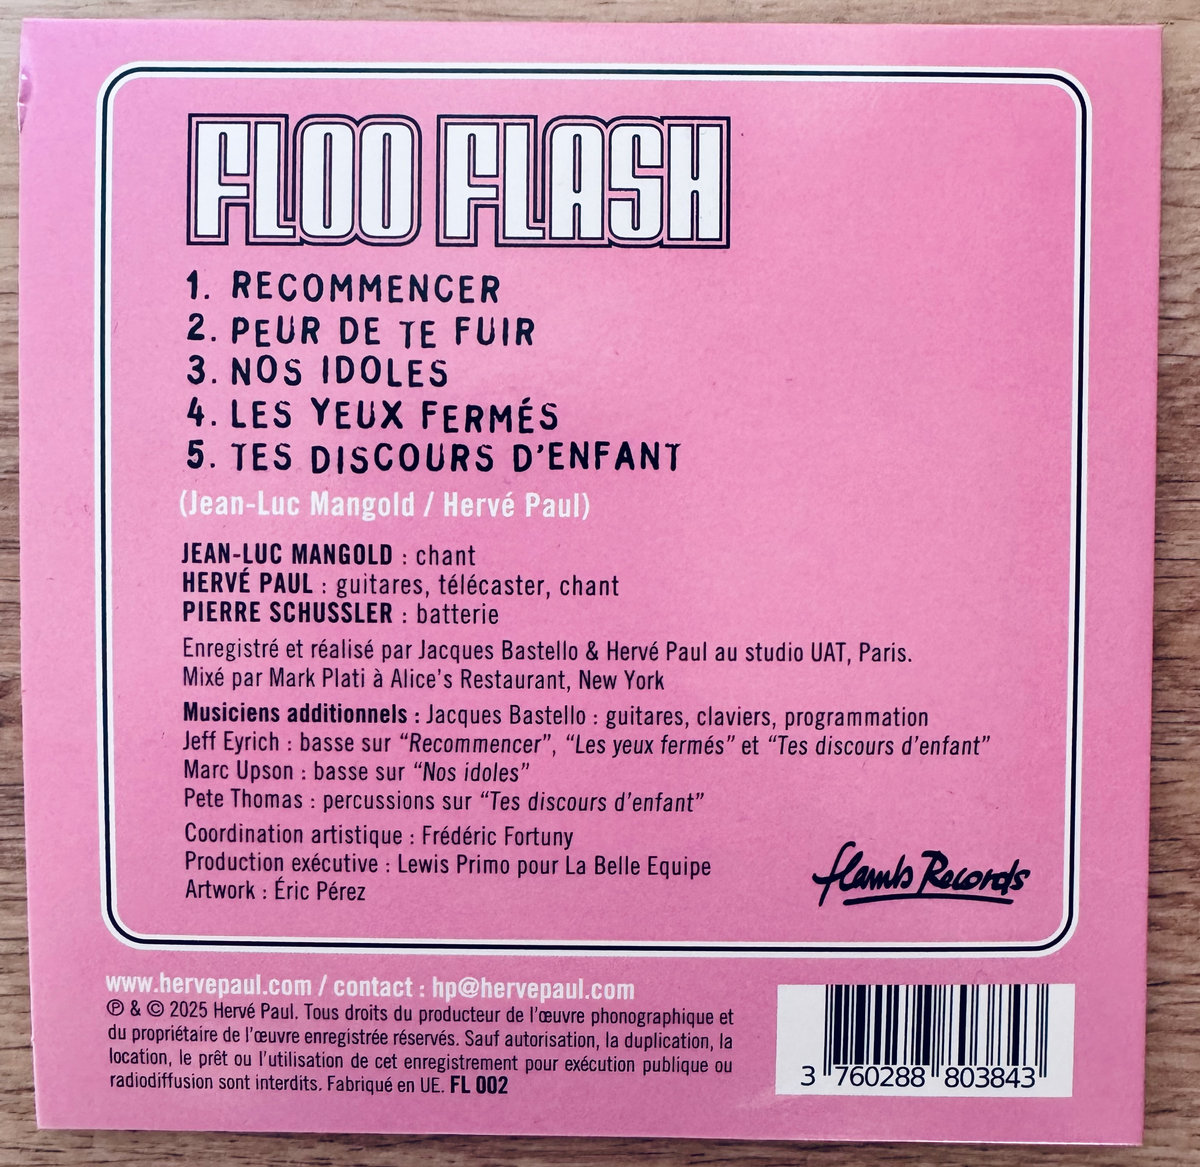 FLOO FLASH
1. RECOMMENCER
2. PEUR DE TE FUIR
3. NOS IDOLES
4. LES YEUX FERMÉS
5. TES DISCOURS D'ENFANT
(Jean-Luc Mangold / Hervé Paul)
JEAN-LUC MANGOLD : chant
HERVÉ PAUL : guitares, télécaster, chant
PIERRE SCHUSSLER : batterie
Enregistré et réalisé par Jacques Bastello & Hervé Paul au studio UAT, Paris.
Mixé par Mark Plati à Alice's Restaurant, New York
Musiciens additionnels : Jacques Bastello : guitares, claviers, programmation
Jeff Eyrich : basse sur “Recommencer”, “Les yeux fermés” et “Tes discours d'enfant”
Marc Upson : basse sur “Nos idoles”
Pete Thomas : percussions sur “Tes discours d'enfant”
Coordination artistique : Frédéric Fortuny
Production exécutive : Lewis Primo pour La Belle Equipe
Artwork : Éric Pérez
flamb Records
www.hervepaul.com / contact : hp@hervepaul.com
℗ & © 2025 Hervé Paul. Tous droits du producteur de l'œuvre phonographique et
du propriétaire de l'œuvre enregistrée réservés. Sauf autorisation, la duplication, la
location, le prêt ou l'utilisation de cet enregistrement pour exécution publique ou
radiodiffusion sont interdits. Fabriqué en UE. FL 002
3 760288 803843